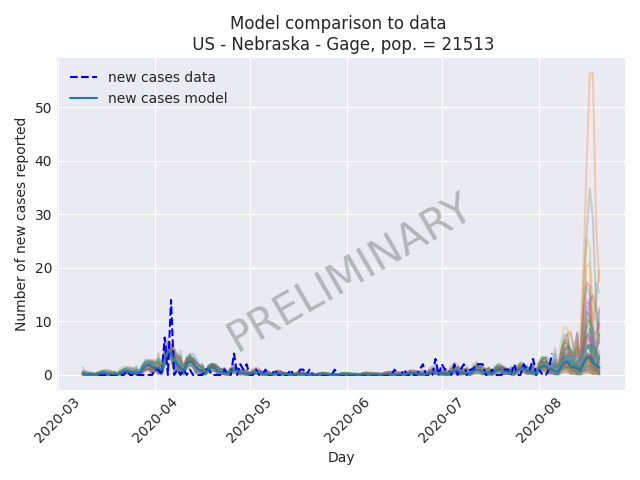 Model comparison to data
US - Nebraska - Gage, pop. = 21513
new cases data
new cases model
Number of new cases reported
50
40
30
20
10
0
PRELIMINARY
2020-03
2020-04
2020-05
2020-06
2020-07
2020-08
Day